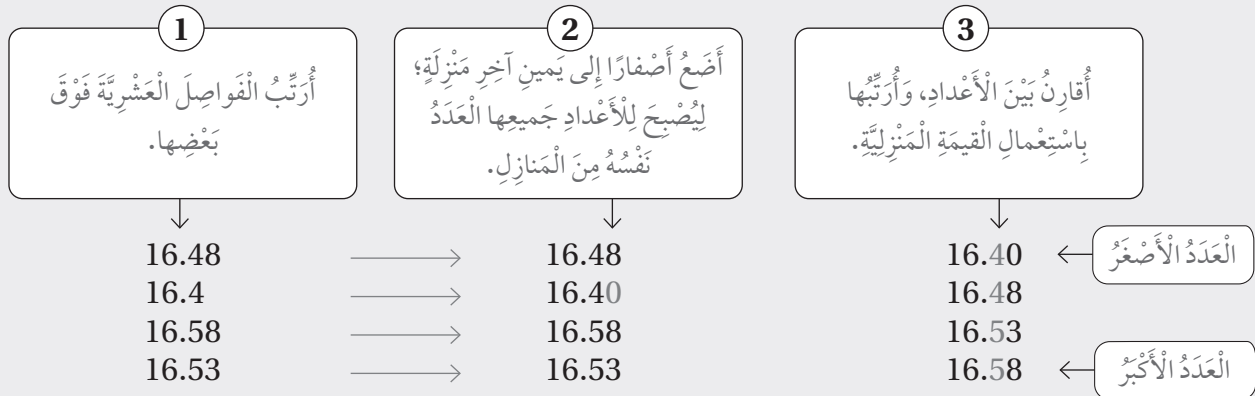 1
أُرَتِّبُ الْفَواصِلَ الْعَشْرِيَّةَ فَوْقَ
بَعْضِها.
2
أَضَعُ أَصْفارًا إِلى يَمينِ آخِرِ مَنْزِلَةٍ؛
لِيُصْبِحَ لِلْأَعْدادِ جَميعِها الْعَدَدُ
نَفْسُهُ مِنَ الْمَنازِلِ.
3
أُقارِنُ بَيْنَ الْأَعْدادِ، وَأُرَتِّبُها
بِاسْتِعْمالِ الْقيمَةِ الْمَنْزِلِيَّةِ.
16.48
16.4
16.58
16.53
16.48
16.40
16.58
16.53
16.40
16.48
16.53
16.58
الْعَدَدُ الْأَصْغَرُ
الْعَدَدُ الْأَكْبَرُ